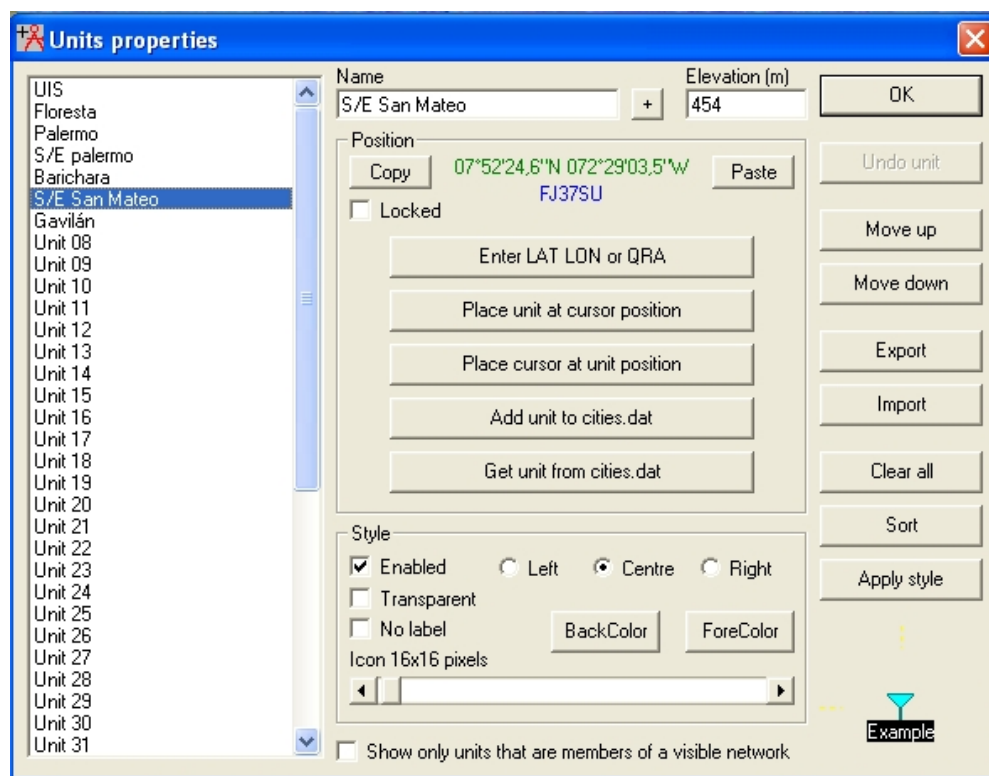 Units properties
UIS
Floresta
Palermo
S/E palermo
Barichara
S/E San Mateo
Gavilán
Unit 08
Unit 09
Unit 10
Unit 11
Unit 12
Unit 13
Unit 14
Unit 15
Unit 16
Unit 17
Unit 18
Unit 19
Unit 20
Unit 21
Unit 22
Unit 23
Unit 24
Unit 25
Unit 26
Unit 27
Unit 28
Unit 29
Unit 30
Unit 31
Name
S/E San Mateo
+
Elevation (m)
454
Position
Copy
07°52'24,6''N 072°29'03,5''W
FJ37SU
Paste
Locked
Enter LAT LON or QRA
Place unit at cursor position
Place cursor at unit position
Add unit to cities.dat
Get unit from cities.dat
Style
Enabled
Left
Centre
Right
Transparent
No label
BackColor
ForeColor
Icon 16x16 pixels
Show only units that are members of a visible network
OK
Undo unit
Move up
Move down
Export
Import
Clear all
Sort
Apply style
Example